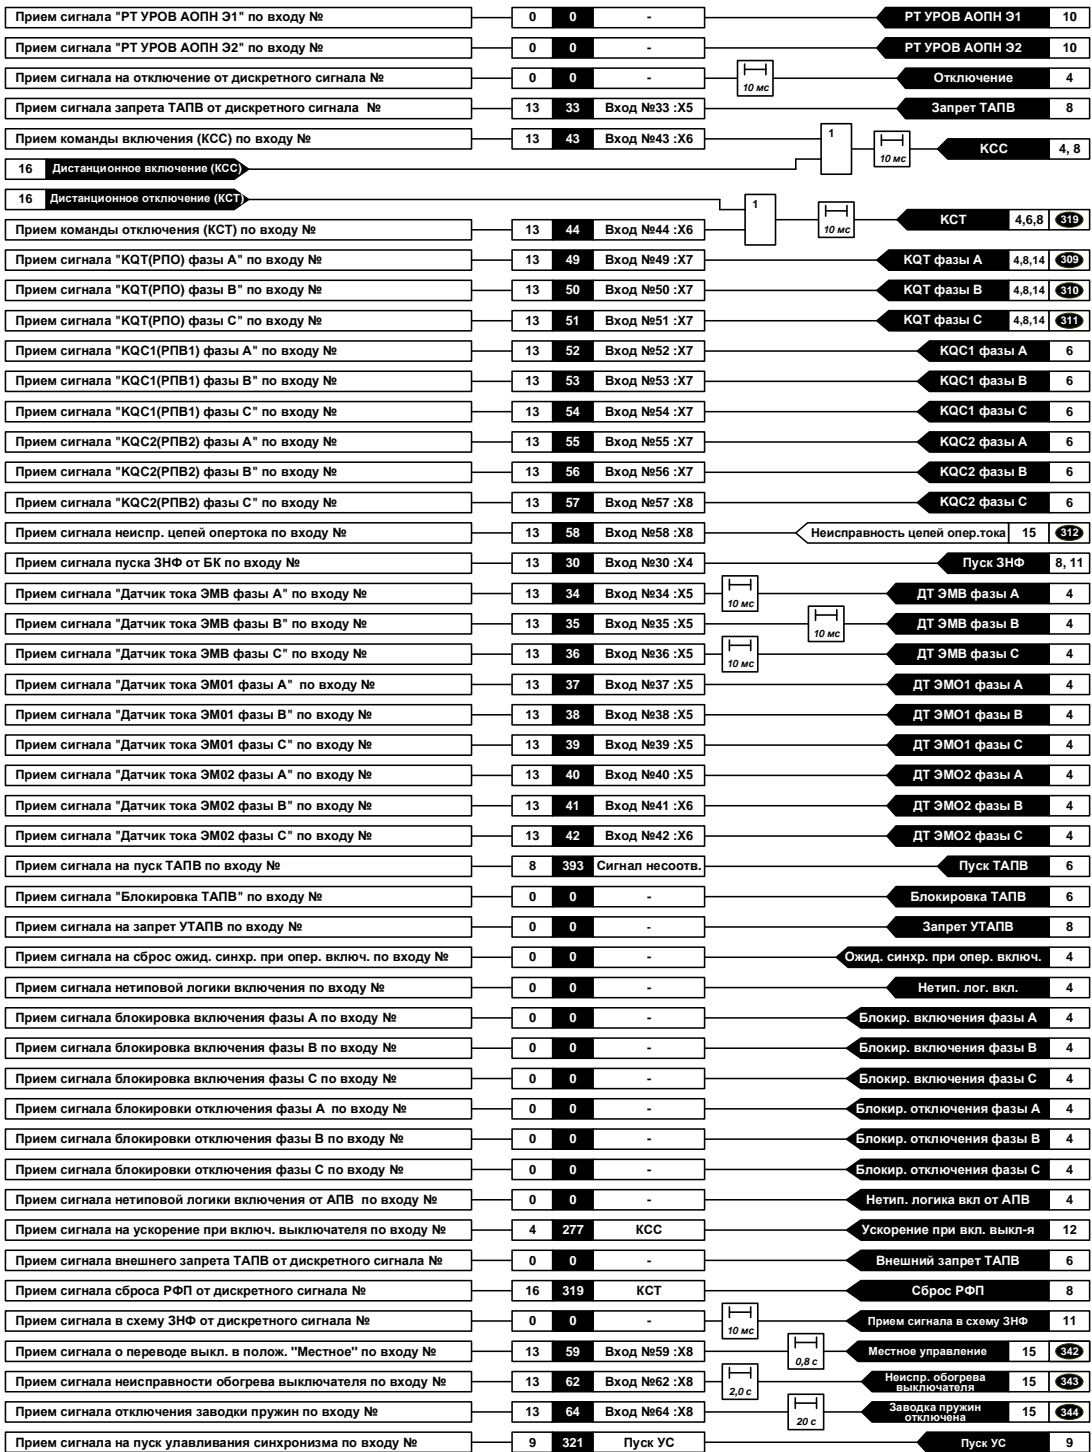 Прием сигнала "РТ УРОВ АОПН Э1" по входу № 0 0 - РТ УРОВ АОПН Э1 10
Прием сигнала "РТ УРОВ АОПН Э2" по входу № 0 0 - РТ УРОВ АОПН Э2 10
Прием сигнала на отключение от дискретного сигнала № 0 0 - 10 мс Отключение 4
Прием сигнала запрета ТАПВ от дискретного сигнала № 13 33 Вход №33 :X5 Запрет ТАПВ 8
Прием команды включения (КСС) по входу № 13 43 Вход №43 :X6 1 10 мс КСС 4, 8
16 Дистанционное включение (КСС)
16 Дистанционное отключение (КСТ)
Прием команды отключения (КСТ) по входу № 13 44 Вход №44 :X6 1 10 мс КСТ 4,6,8 319
Прием сигнала "KQT(РПО) фазы А" по входу № 13 49 Вход №49 :X7 KQT фазы А 4,8,14 309
Прием сигнала "KQT(РПО) фазы В" по входу № 13 50 Вход №50 :X7 KQT фазы В 4,8,14 310
Прием сигнала "KQT(РПО) фазы С" по входу № 13 51 Вход №51 :X7 KQT фазы С 4,8,14 311
Прием сигнала "KQC1(РПВ1) фазы А" по входу № 13 52 Вход №52 :X7 KQC1 фазы А 6
Прием сигнала "KQC1(РПВ1) фазы В" по входу № 13 53 Вход №53 :X7 KQC1 фазы В 6
Прием сигнала "KQC1(РПВ1) фазы С" по входу № 13 54 Вход №54 :X7 KQC1 фазы С 6
Прием сигнала "KQC2(РПВ2) фазы А" по входу № 13 55 Вход №55 :X7 KQC2 фазы А 6
Прием сигнала "KQC2(РПВ2) фазы В" по входу № 13 56 Вход №56 :X7 KQC2 фазы В 6
Прием сигнала "KQC2(РПВ2) фазы С" по входу № 13 57 Вход №57 :X8 KQC2 фазы С 6
Прием сигнала неиспр. цепей опертока по входу № 13 58 Вход №58 :X8 Неисправность цепей опер.тока 15 312
Прием сигнала пуска ЗНФ от БК по входу № 13 30 Вход №30 :X4 Пуск ЗНФ 8, 11
Прием сигнала "Датчик тока ЭМВ фазы А" по входу № 13 34 Вход №34 :X5 10 мс ДТ ЭМВ фазы А 4
Прием сигнала "Датчик тока ЭМВ фазы В" по входу № 13 35 Вход №35 :X5 10 мс ДТ ЭМВ фазы В 4
Прием сигнала "Датчик тока ЭМВ фазы С" по входу № 13 36 Вход №36 :X5 10 мс ДТ ЭМВ фазы С 4
Прием сигнала "Датчик тока ЭМ01 фазы А" по входу № 13 37 Вход №37 :X5 ДТ ЭМО1 фазы А 4
Прием сигнала "Датчик тока ЭМ01 фазы В" по входу № 13 38 Вход №38 :X5 ДТ ЭМО1 фазы В 4
Прием сигнала "Датчик тока ЭМ01 фазы С" по входу № 13 39 Вход №39 :X5 ДТ ЭМО1 фазы С 4
Прием сигнала "Датчик тока ЭМ02 фазы А" по входу № 13 40 Вход №40 :X5 ДТ ЭМО2 фазы А 4
Прием сигнала "Датчик тока ЭМ02 фазы В" по входу № 13 41 Вход №41 :X6 ДТ ЭМО2 фазы В 4
Прием сигнала "Датчик тока ЭМ02 фазы С" по входу № 13 42 Вход №42 :X6 ДТ ЭМО2 фазы С 4
Прием сигнала на пуск ТАПВ по входу № 8 393 Сигнал несоотв. Пуск ТАПВ 6
Прием сигнала "Блокировка ТАПВ" по входу № 0 0 - Блокировка ТАПВ 6
Прием сигнала на запрет УТАПВ по входу № 0 0 - Запрет УТАПВ 8
Прием сигнала на сброс ожид. синхр. при опер. включ. по входу № 0 0 - Ожид. синхр. при опер. включ. 4
Прием сигнала нетиповой логики включения по входу № 0 0 - Нетип. лог. вкл. 4
Прием сигнала блокировка включения фазы А по входу № 0 0 - Блокир. включения фазы А 4
Прием сигнала блокировка включения фазы В по входу № 0 0 - Блокир. включения фазы В 4
Прием сигнала блокировка включения фазы С по входу № 0 0 - Блокир. включения фазы С 4
Прием сигнала блокировки отключения фазы А по входу № 0 0 - Блокир. отключения фазы А 4
Прием сигнала блокировки отключения фазы В по входу № 0 0 - Блокир. отключения фазы В 4
Прием сигнала блокировки отключения фазы С по входу № 0 0 - Блокир. отключения фазы С 4
Прием сигнала нетиповой логики включения от АПВ по входу № 0 0 - Нетип. логика вкл от АПВ 4
Прием сигнала на ускорение при включ. выключателя по входу № 4 277 КСС Ускорение при вкл. выкл-я 12
Прием сигнала внешнего запрета ТАПВ от дискретного сигнала № 0 0 - Внешний запрет ТАПВ 6
Прием сигнала сброса РФП от дискретного сигнала № 16 319 КСТ Сброс РФП 8
Прием сигнала в схему ЗНФ от дискретного сигнала № 0 0 - 10 мс Прием сигнала в схему ЗНФ 11
Прием сигнала о переводе выкл. в полож. "Местное" по входу № 13 59 Вход №59 :X8 0,8 с Местное управление 15 342
Прием сигнала неисправности обогрева выключателя по входу № 13 62 Вход №62 :X8 2,0 с Неиспр. обогрева выключателя 15 343
Прием сигнала отключения заводки пружин по входу № 13 64 Вход №64 :X8 20 с Заводка пружин отключена 15 344
Прием сигнала на пуск улавливания синхронизма по входу № 9 321 Пуск УС Пуск УС 9